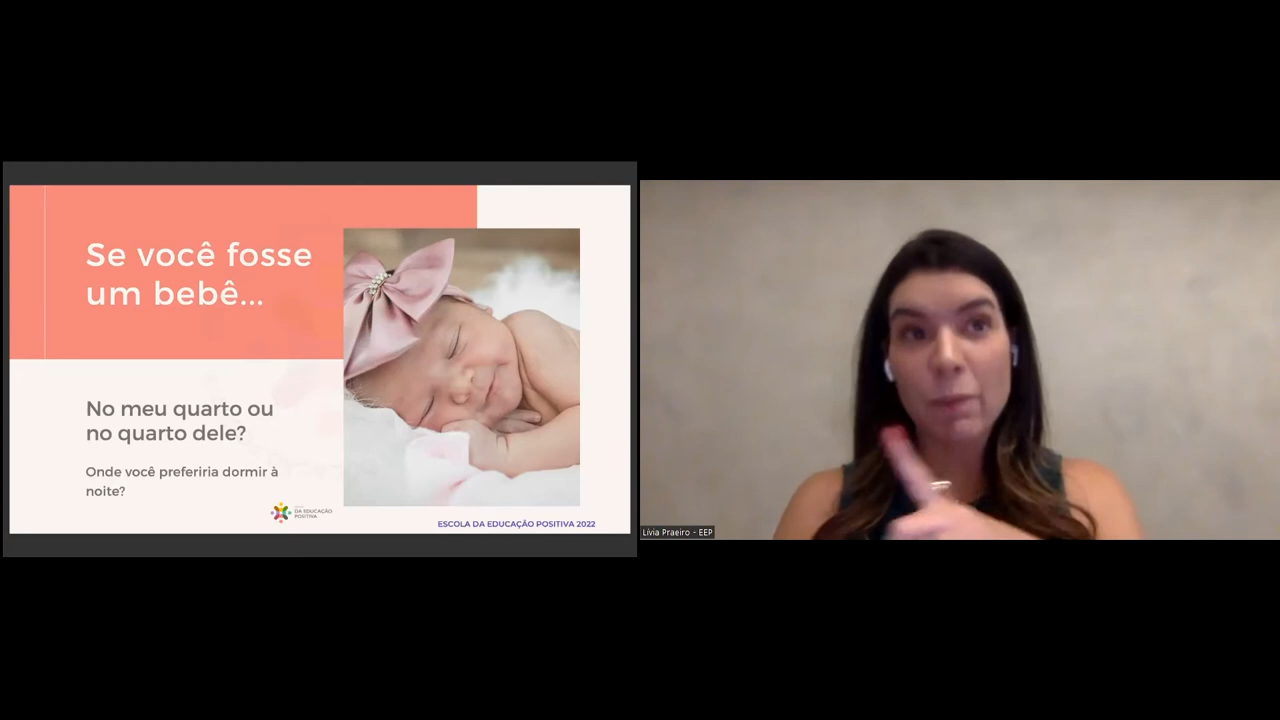 Se você fosse
um bebê...
No meu quarto ou
no quarto dele?
Onde você preferiria dormir à
noite?
DA EDUCAÇÃO
POSITIVA
ESCOLA DA EDUCAÇÃO POSITIVA 2022
Lívia Praeiro - EEP